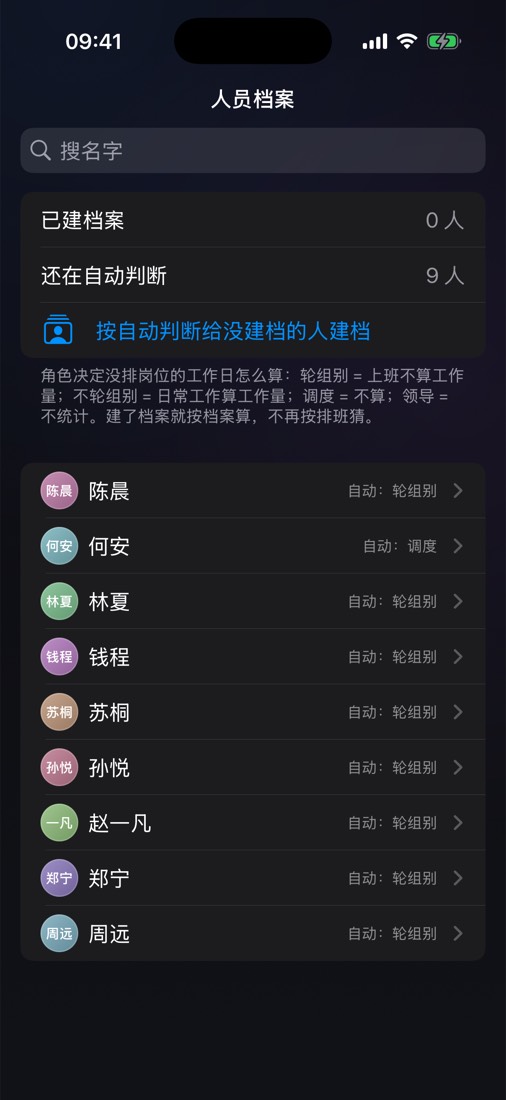 09:41
人员档案
搜名字
已建档案 0 人
还在自动判断 9 人
按自动判断给没建档的人建档
角色决定没排岗位的工作日怎么算：轮组别 = 上班不算工作
量；不轮组别 = 日常工作算工作量；调度 = 不算；领导 =
不统计。建了档案就按档案算，不再按排班猜。
陈晨 陈晨 自动：轮组别
何安 何安 自动：调度
林夏 林夏 自动：轮组别
钱程 钱程 自动：轮组别
苏桐 苏桐 自动：轮组别
孙悦 孙悦 自动：轮组别
一凡 赵一凡 自动：轮组别
郑宁 郑宁 自动：轮组别
周远 周远 自动：轮组别